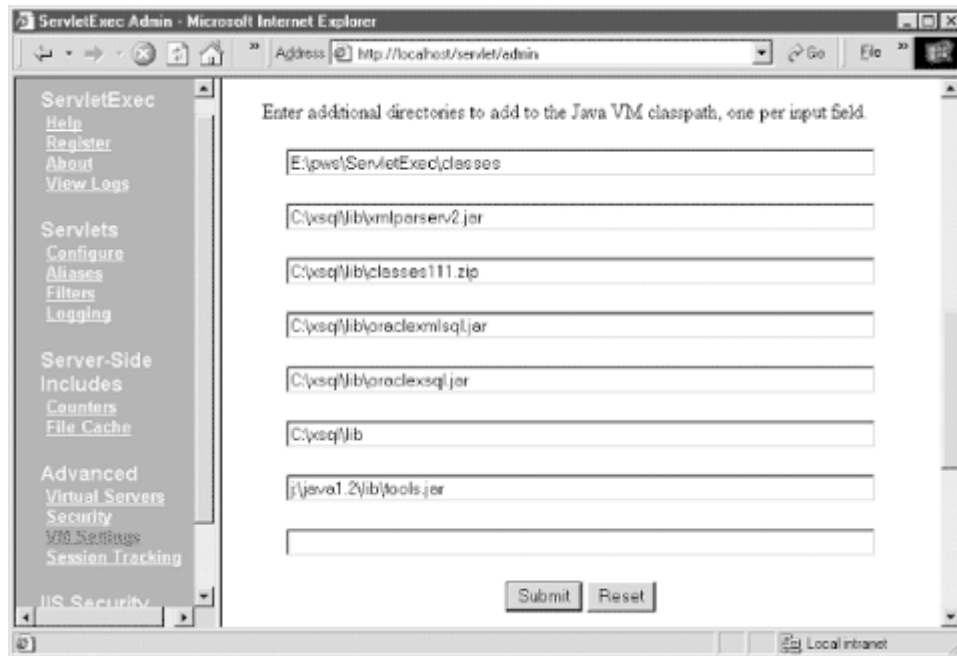 ServletExec Admin - Microsoft Internet Explorer
» Address http://localhost/servlet/admin Go File »
ServletExec
Help
Register
About
View Logs
Servlets
Configure
Aliases
Filters
Logging
Server-Side
Includes
Counters
File Cache
Advanced
Virtual Servers
Security
VM Settings
Session Tracking
IIS Security
Enter additional directories to add to the Java VM classpath, one per input field.
E:\pws\ServletExec\classes
C:\xsql\lib\xmlparserv2.jar
C:\xsql\lib\classes111.zip
C:\xsql\lib\oraclexmlsql.jar
C:\xsql\lib\oraclexsql.jar
C:\xsql\lib
j:\java1.2\lib\tools.jar
Submit Reset
Local intranet